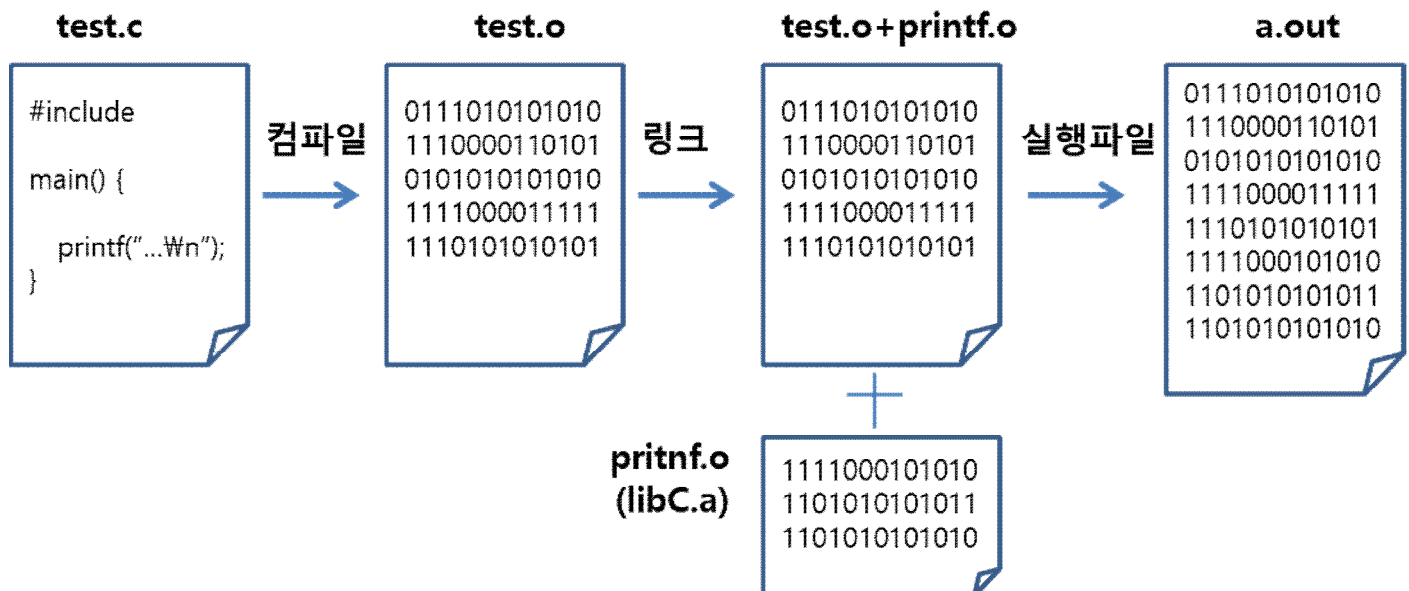 test.c
#include
main() {
printf("...₩n");
}
컴파일
test.o
0111010101010
1110000110101
0101010101010
1111000011111
1110101010101
링크
test.o+printf.o
0111010101010
1110000110101
0101010101010
1111000011111
1110101010101
pritnf.o
(libC.a)
1111000101010
1101010101011
1101010101010
실행파일
a.out
0111010101010
1110000110101
0101010101010
1111000011111
1110101010101
1111000101010
1101010101011
1101010101010